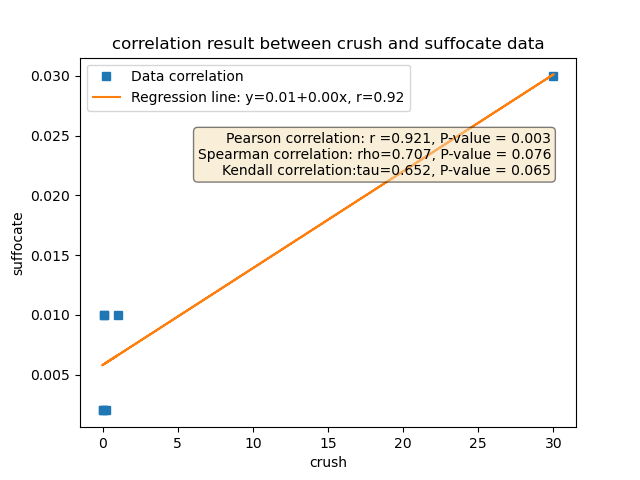 correlation result between crush and suffocate data
Data correlation
Regression line: y=0.01+0.00x, r=0.92
Pearson correlation: r =0.921, P-value = 0.003
Spearman correlation: rho=0.707, P-value = 0.076
Kendall correlation:tau=0.652, P-value = 0.065
0.030
0.025
0.020
0.015
0.010
0.005
suffocate
0
5
10
15
20
25
30
crush